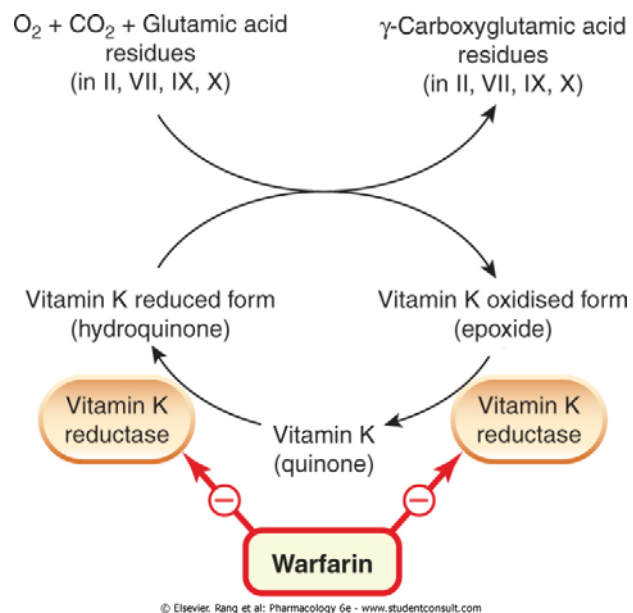 O₂ + CO₂ + Glutamic acid
residues
(in II, VII, IX, X)
γ-Carboxyglutamic acid
residues
(in II, VII, IX, X)
Vitamin K reduced form
(hydroquinone)
Vitamin K oxidised form
(epoxide)
Vitamin K
reductase
Vitamin K
(quinone)
Vitamin K
reductase
−
−
Warfarin
© Elsevier. Rang et al: Pharmacology 6e - www.studentconsult.com